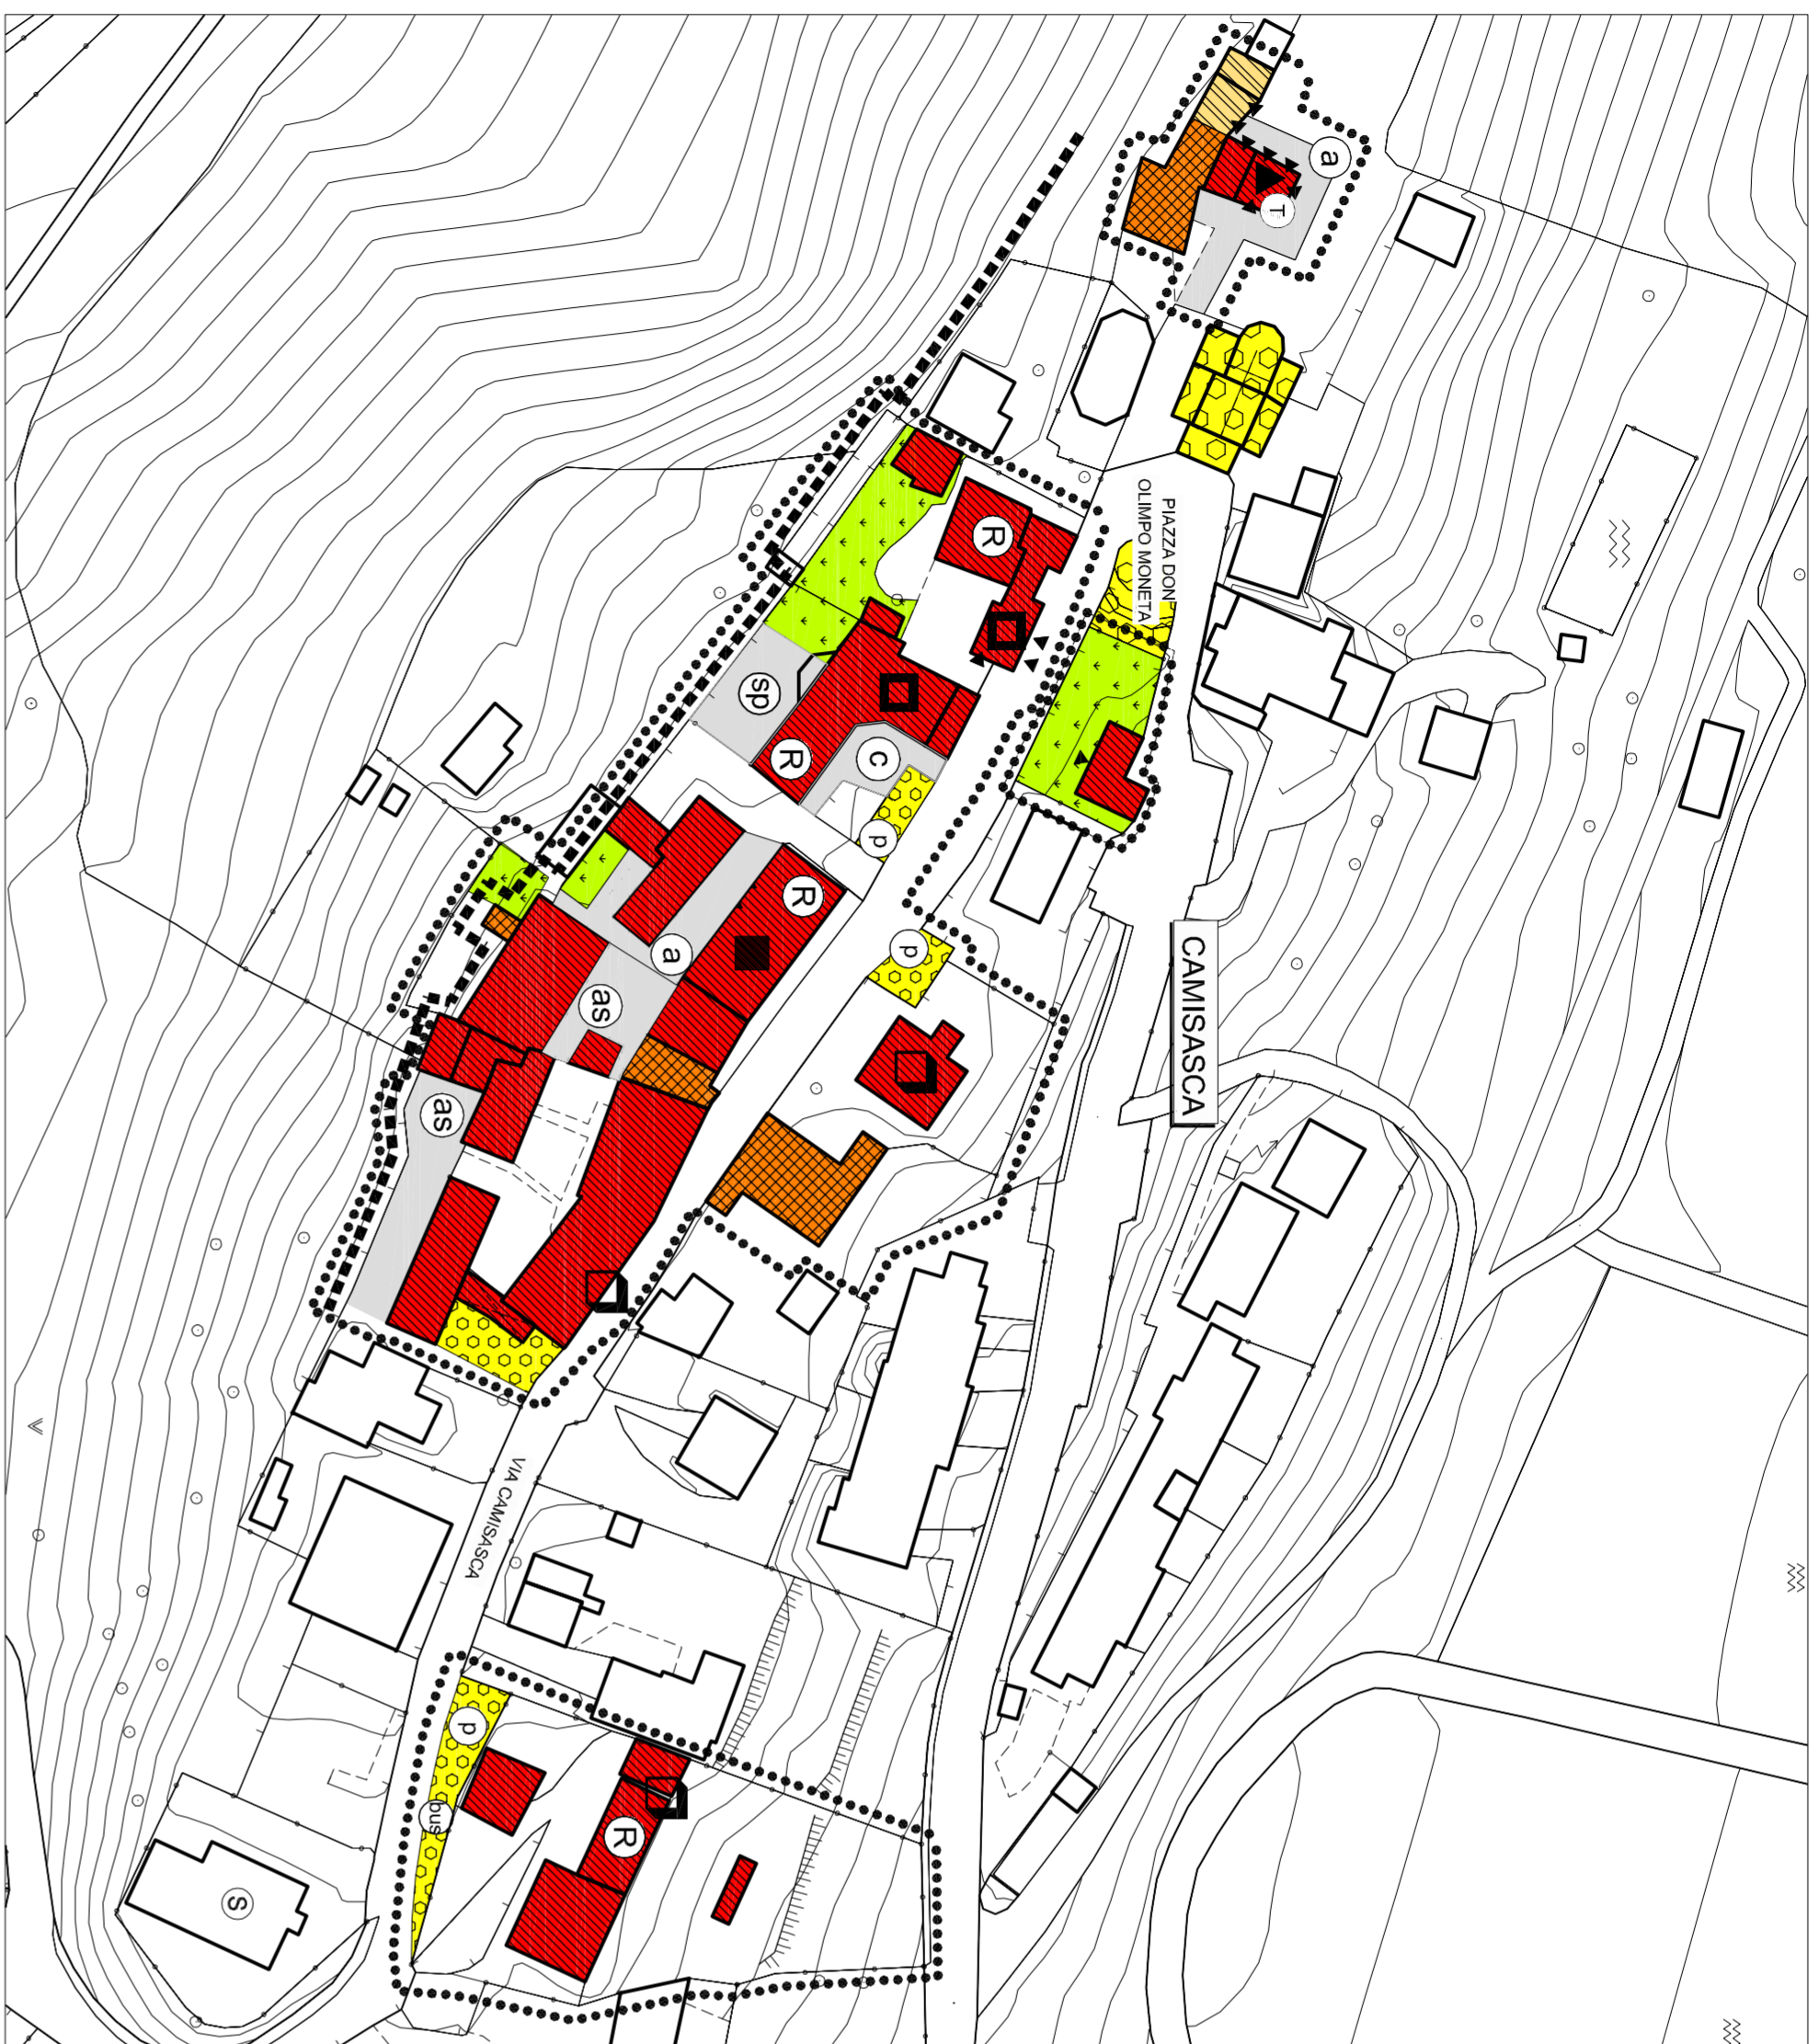 a
T
PIAZZA DON
OLIMPO MONETA
R
sp
R
c
p
R
p
a
as
CAMISASCA
as
VIA CAMISASCA
p
bus
R
S